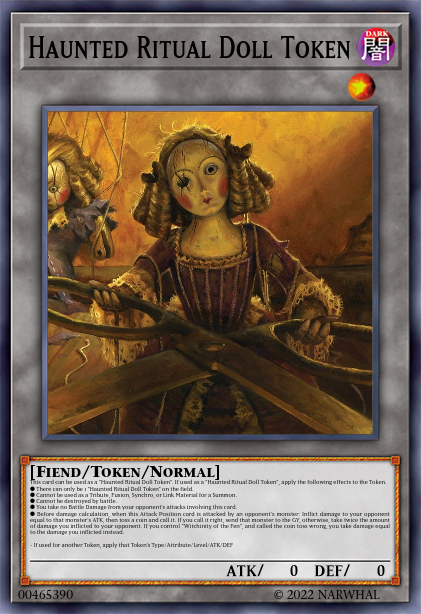 HAUNTED RITUAL DOLL TOKEN
DARK
闇
[FIEND/TOKEN/NORMAL]
This card can be used as a "Haunted Ritual Doll Token". If used as a "Haunted Ritual Doll Token", apply the following effects to the Token.
● There can only be 1 "Haunted Ritual Doll Token" on the field.
● Cannot be used as a Tribute, Fusion, Synchro, or Link Material for a Summon.
● Cannot be destroyed by battle.
● You take no Battle Damage from your opponent's attacks involving this card.
● Before damage calculation, when this Attack Position card is attacked by an opponent's monster: Inflict damage to your opponent
equal to that monster's ATK, then toss a coin and call it. If you call it right, send that monster to the GY, otherwise, take twice the amount
of damage you inflicted to your opponent. If you control "Witchinity of the Fen", and called the coin toss wrong, you take damage equal
to the damage you inflicted instead.
- If used for another Token, apply that Token's Type/Attribute/Level/ATK/DEF
ATK/ 0 DEF/ 0
00465390
© 2022 NARWHAL